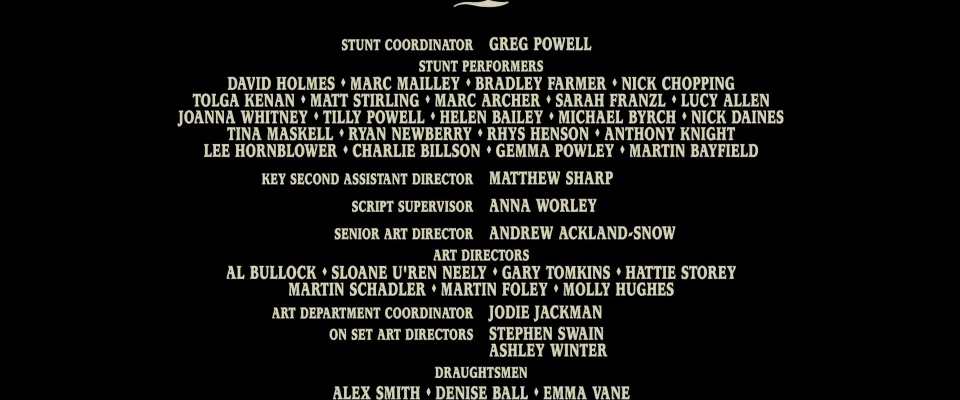 STUNT COORDINATOR GREG POWELL
STUNT PERFORMERS
DAVID HOLMES ♦ MARC MAILLEY ♦ BRADLEY FARMER ♦ NICK CHOPPING
TOLGA KENAN ♦ MATT STIRLING ♦ MARC ARCHER ♦ SARAH FRANZL ♦ LUCY ALLEN
JOANNA WHITNEY ♦ TILLY POWELL ♦ HELEN BAILEY ♦ MICHAEL BYRCH ♦ NICK DAINES
TINA MASKELL ♦ RYAN NEWBERRY ♦ RHYS HENSON ♦ ANTHONY KNIGHT
LEE HORNBLOWER ♦ CHARLIE BILLSON ♦ GEMMA POWLEY ♦ MARTIN BAYFIELD
KEY SECOND ASSISTANT DIRECTOR MATTHEW SHARP
SCRIPT SUPERVISOR ANNA WORLEY
SENIOR ART DIRECTOR ANDREW ACKLAND-SNOW
ART DIRECTORS
AL BULLOCK ♦ SLOANE U'REN NEELY ♦ GARY TOMKINS ♦ HATTIE STOREY
MARTIN SCHADLER ♦ MARTIN FOLEY ♦ MOLLY HUGHES
ART DEPARTMENT COORDINATOR JODIE JACKMAN
ON SET ART DIRECTORS STEPHEN SWAIN
ASHLEY WINTER
DRAUGHTSMEN
ALEX SMITH ♦ DENISE BALL ♦ EMMA VANE